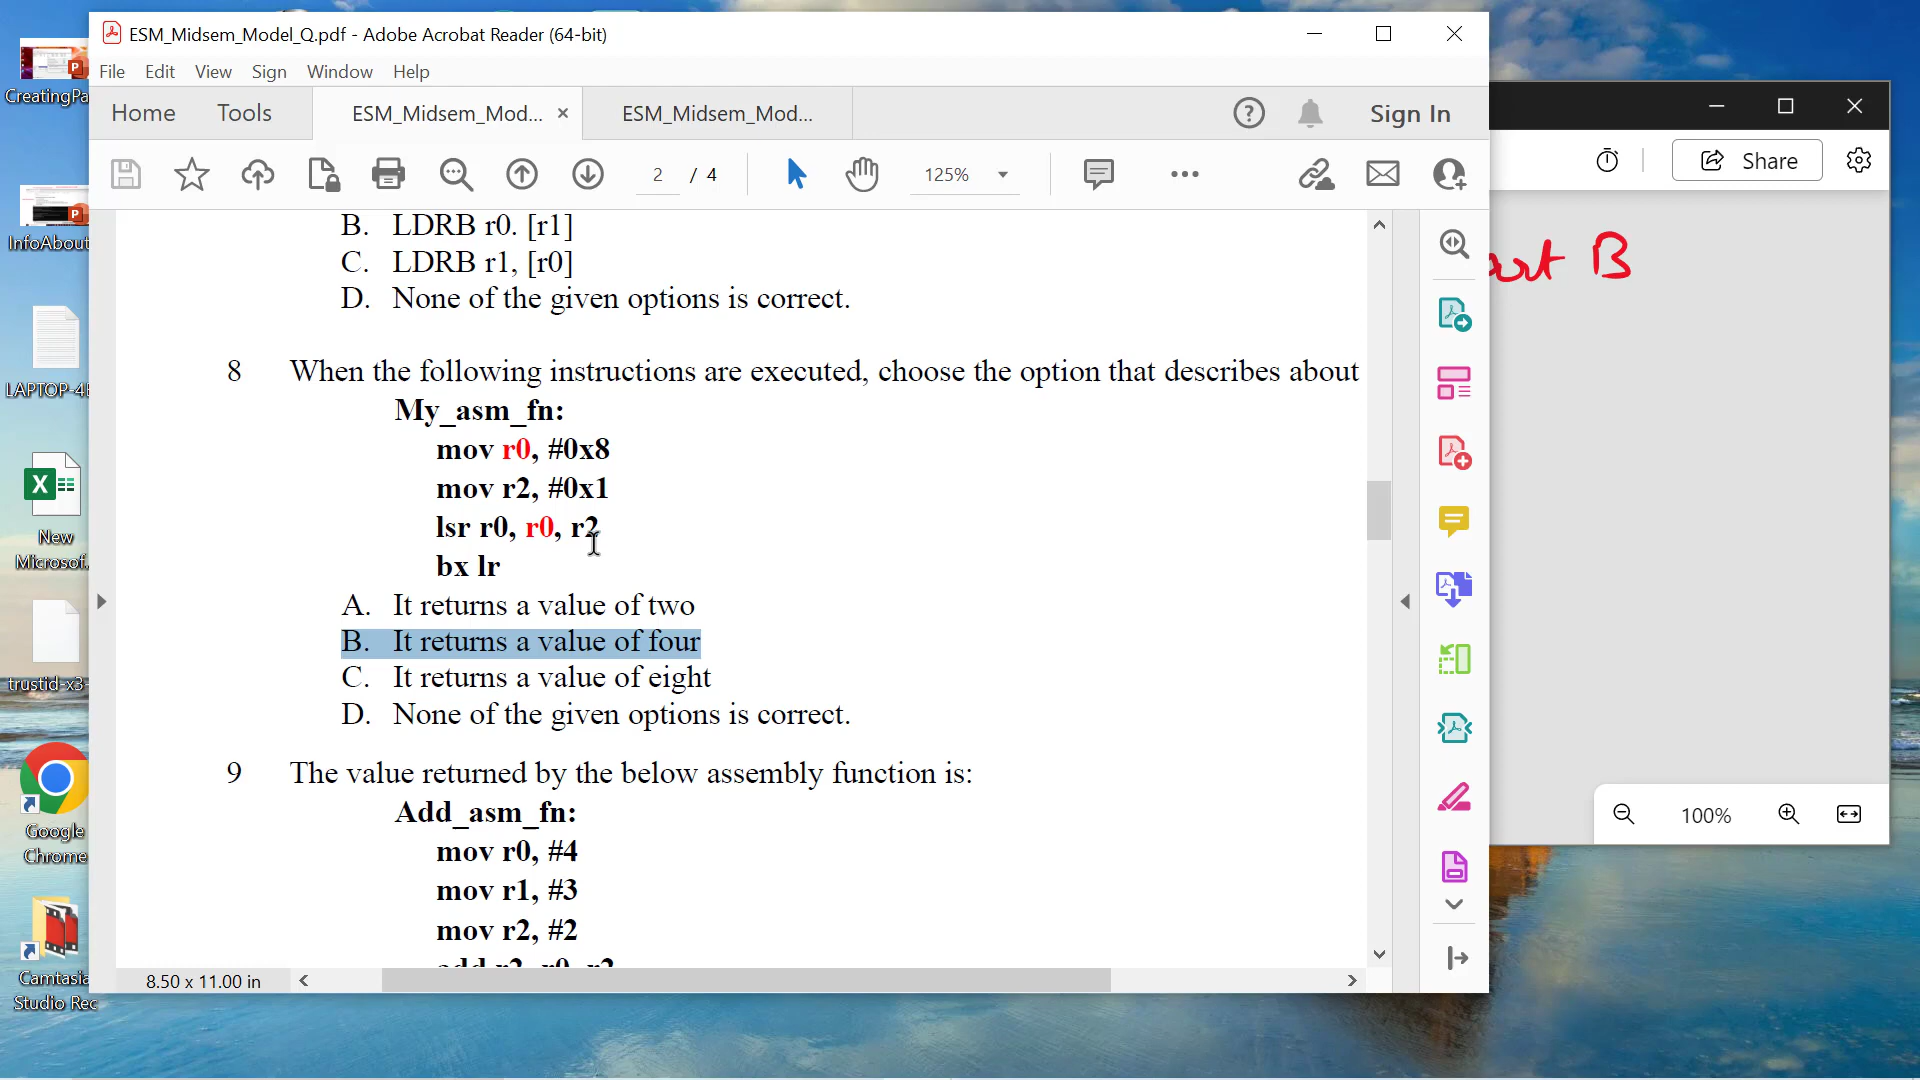 ESM_Midsem_Model_Q.pdf - Adobe Acrobat Reader (64-bit)
File Edit View Sign Window Help
Home Tools ESM_Midsem_Mod... ESM_Midsem_Mod... Sign In
2 / 4 125%
Share
B. LDRB r0. [r1]
C. LDRB r1, [r0]
D. None of the given options is correct.
8 When the following instructions are executed, choose the option that describes about
My_asm_fn:
mov r0, #0x8
mov r2, #0x1
lsr r0, r0, r2
bx lr
A. It returns a value of two
B. It returns a value of four
C. It returns a value of eight
D. None of the given options is correct.
9 The value returned by the below assembly function is:
Add_asm_fn:
mov r0, #4
mov r1, #3
mov r2, #2
8.50 x 11.00 in
B
100%
CreatingPa
InfoAbout
LAPTOP-4
New
Microsof...
trustid-x3-
Google
Chrome
Camtasia
Studio Rec